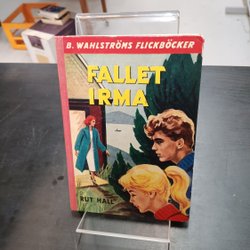 B. WAHLSTRÖMS FLICKBÖCKER
FALLET
IRMA
RUT HALL